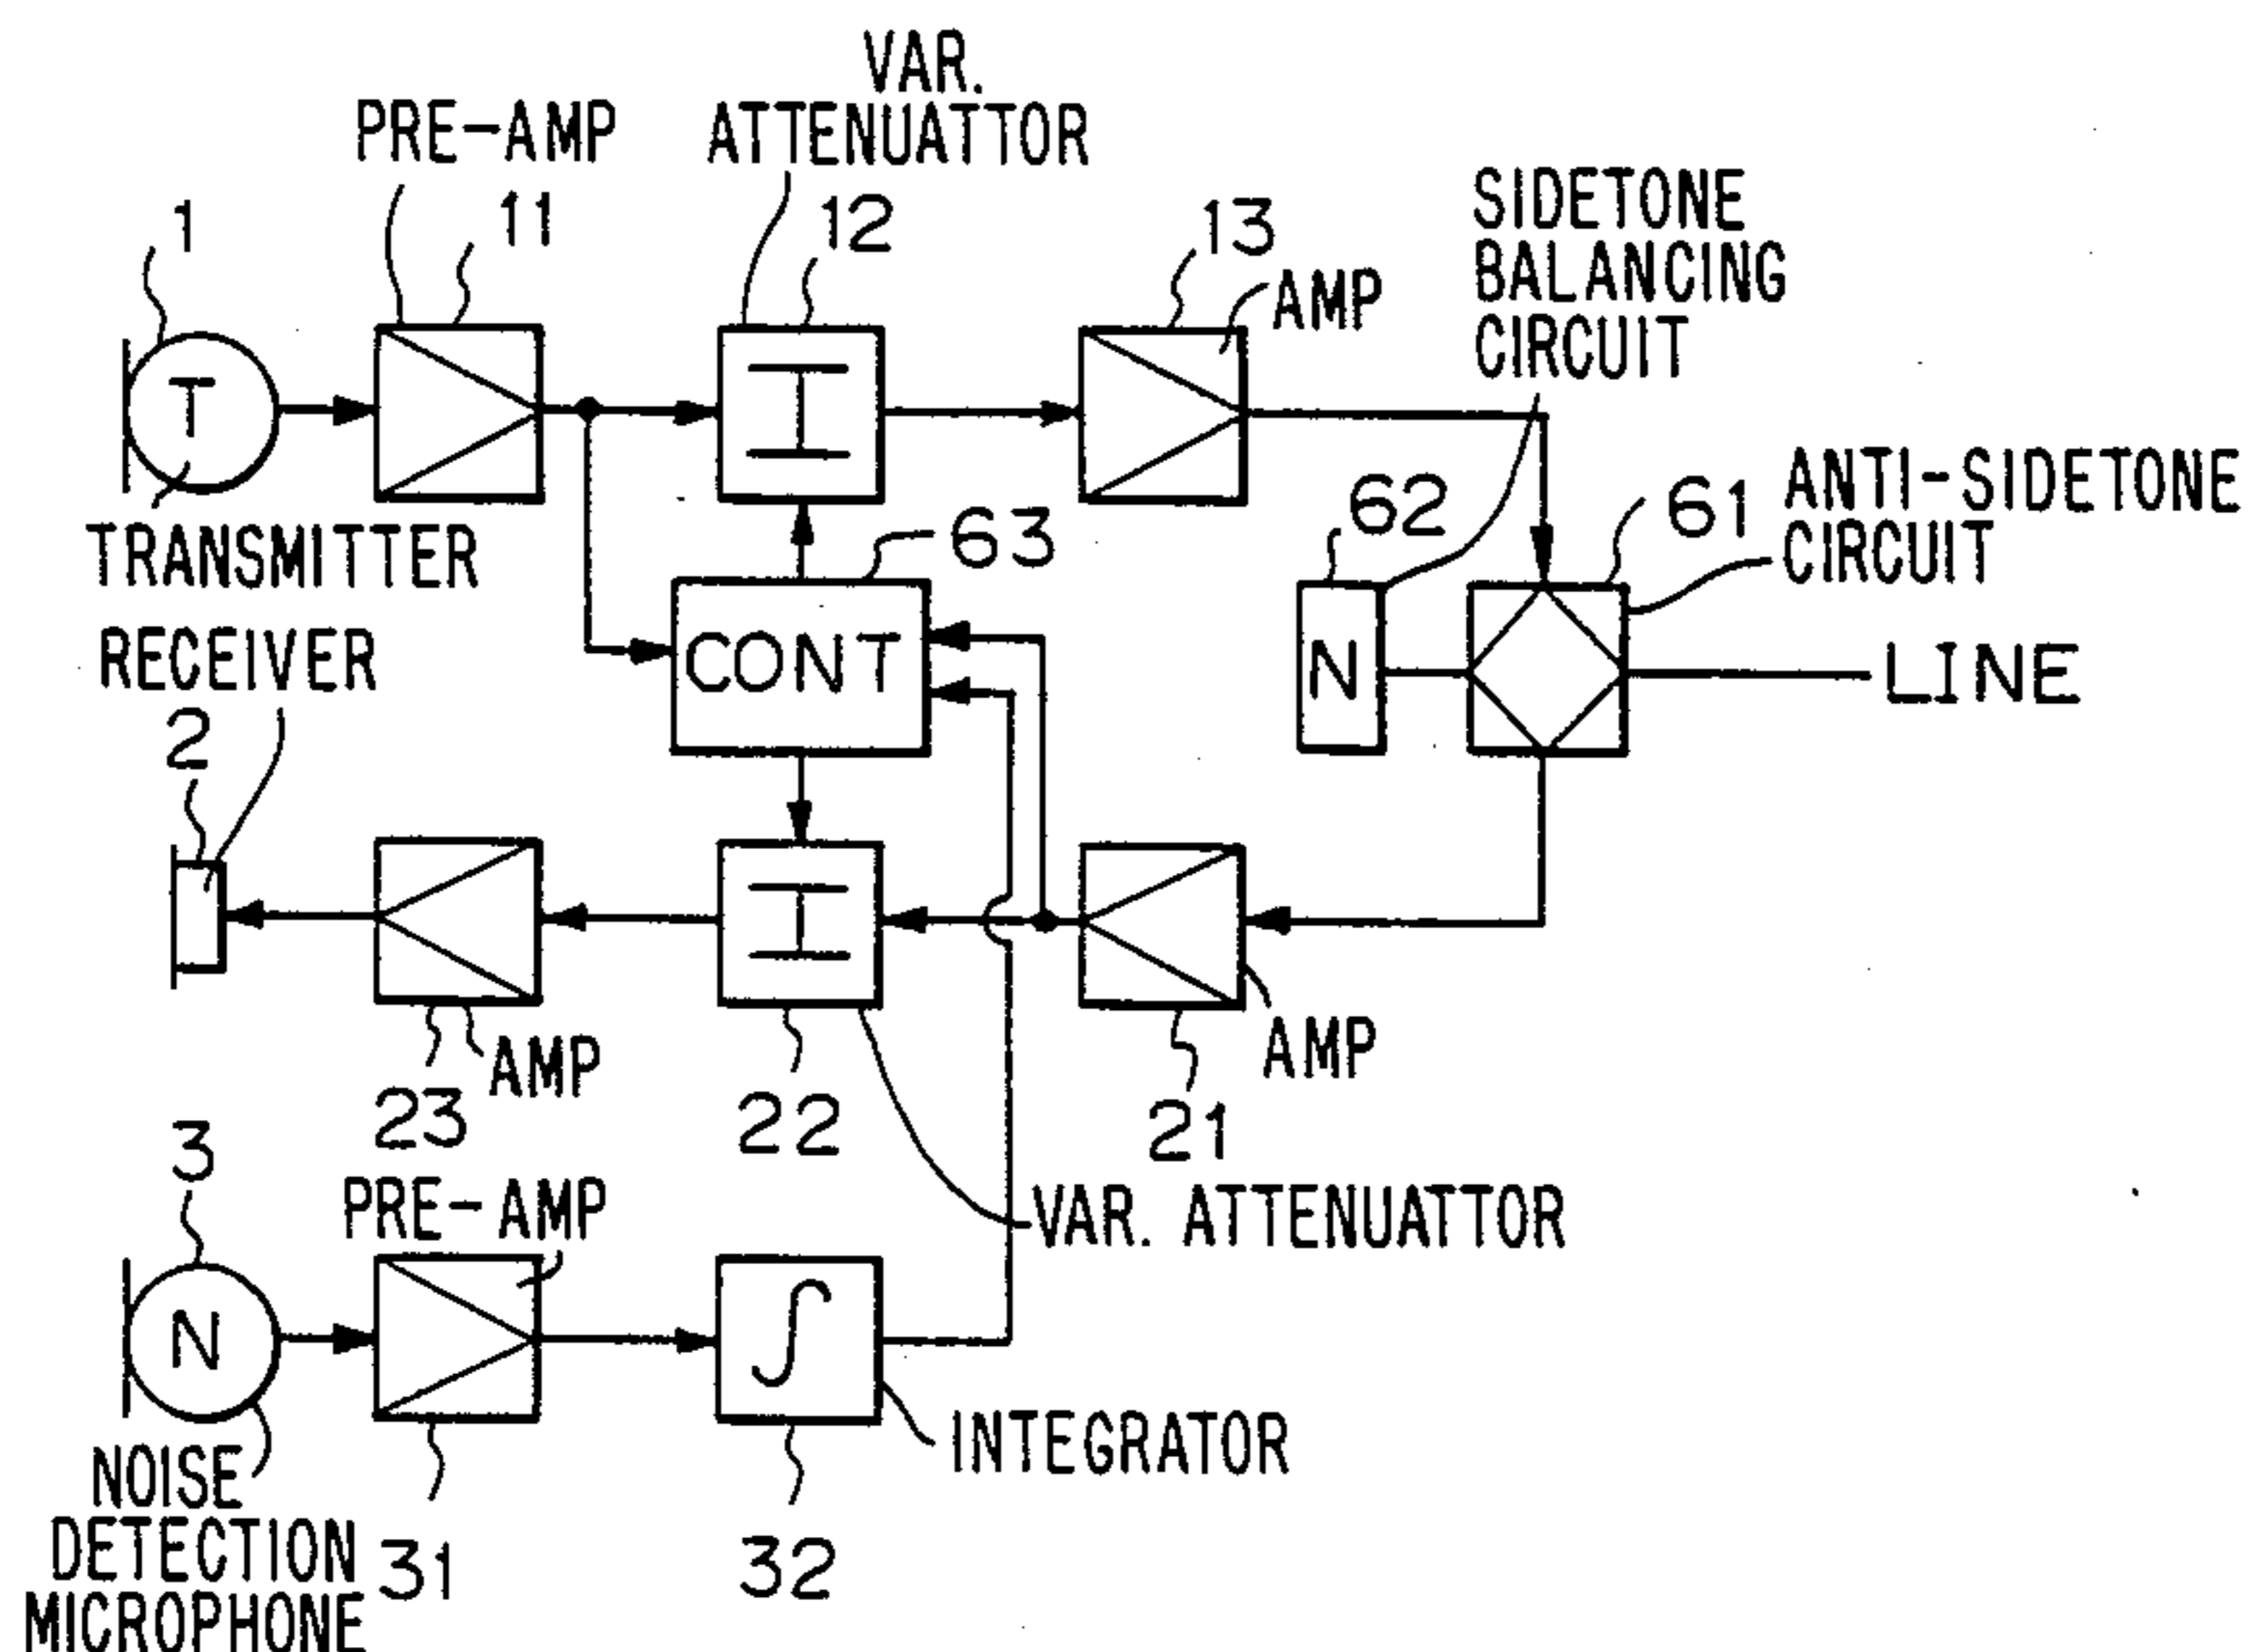 VAR.
ATTENUATTOR
PRE-AMP
11
12
1
13
AMP
SIDETONE
BALANCING
CIRCUIT
T
I
TRANSMITTER
63
62
61
ANTI-SIDETONE
CIRCUIT
RECEIVER
CONT
N
LINE
2
I
AMP
23
22
AMP
21
3
PRE-AMP
VAR. ATTENUATTOR
N
∫
INTEGRATOR
NOISE
DETECTION
MICROPHONE
31
32